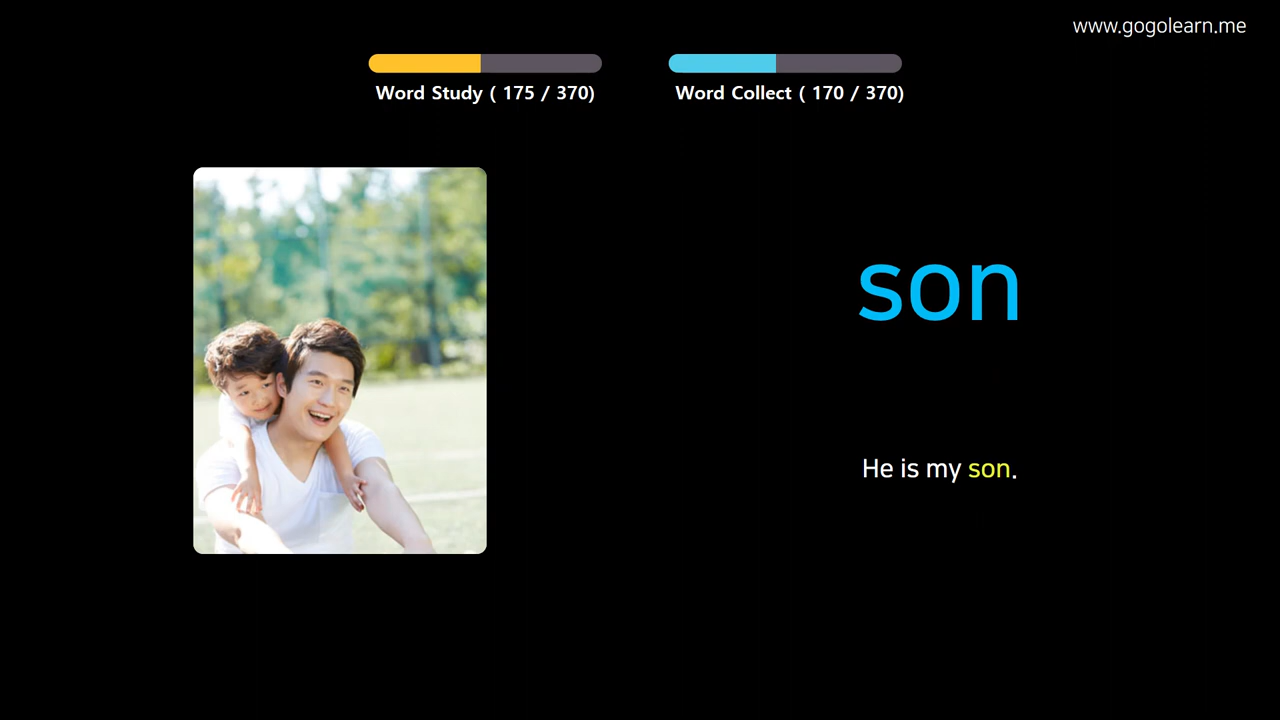 www.gogolearn.me
Word Study ( 175 / 370)
Word Collect ( 170 / 370)
son
He is my son.